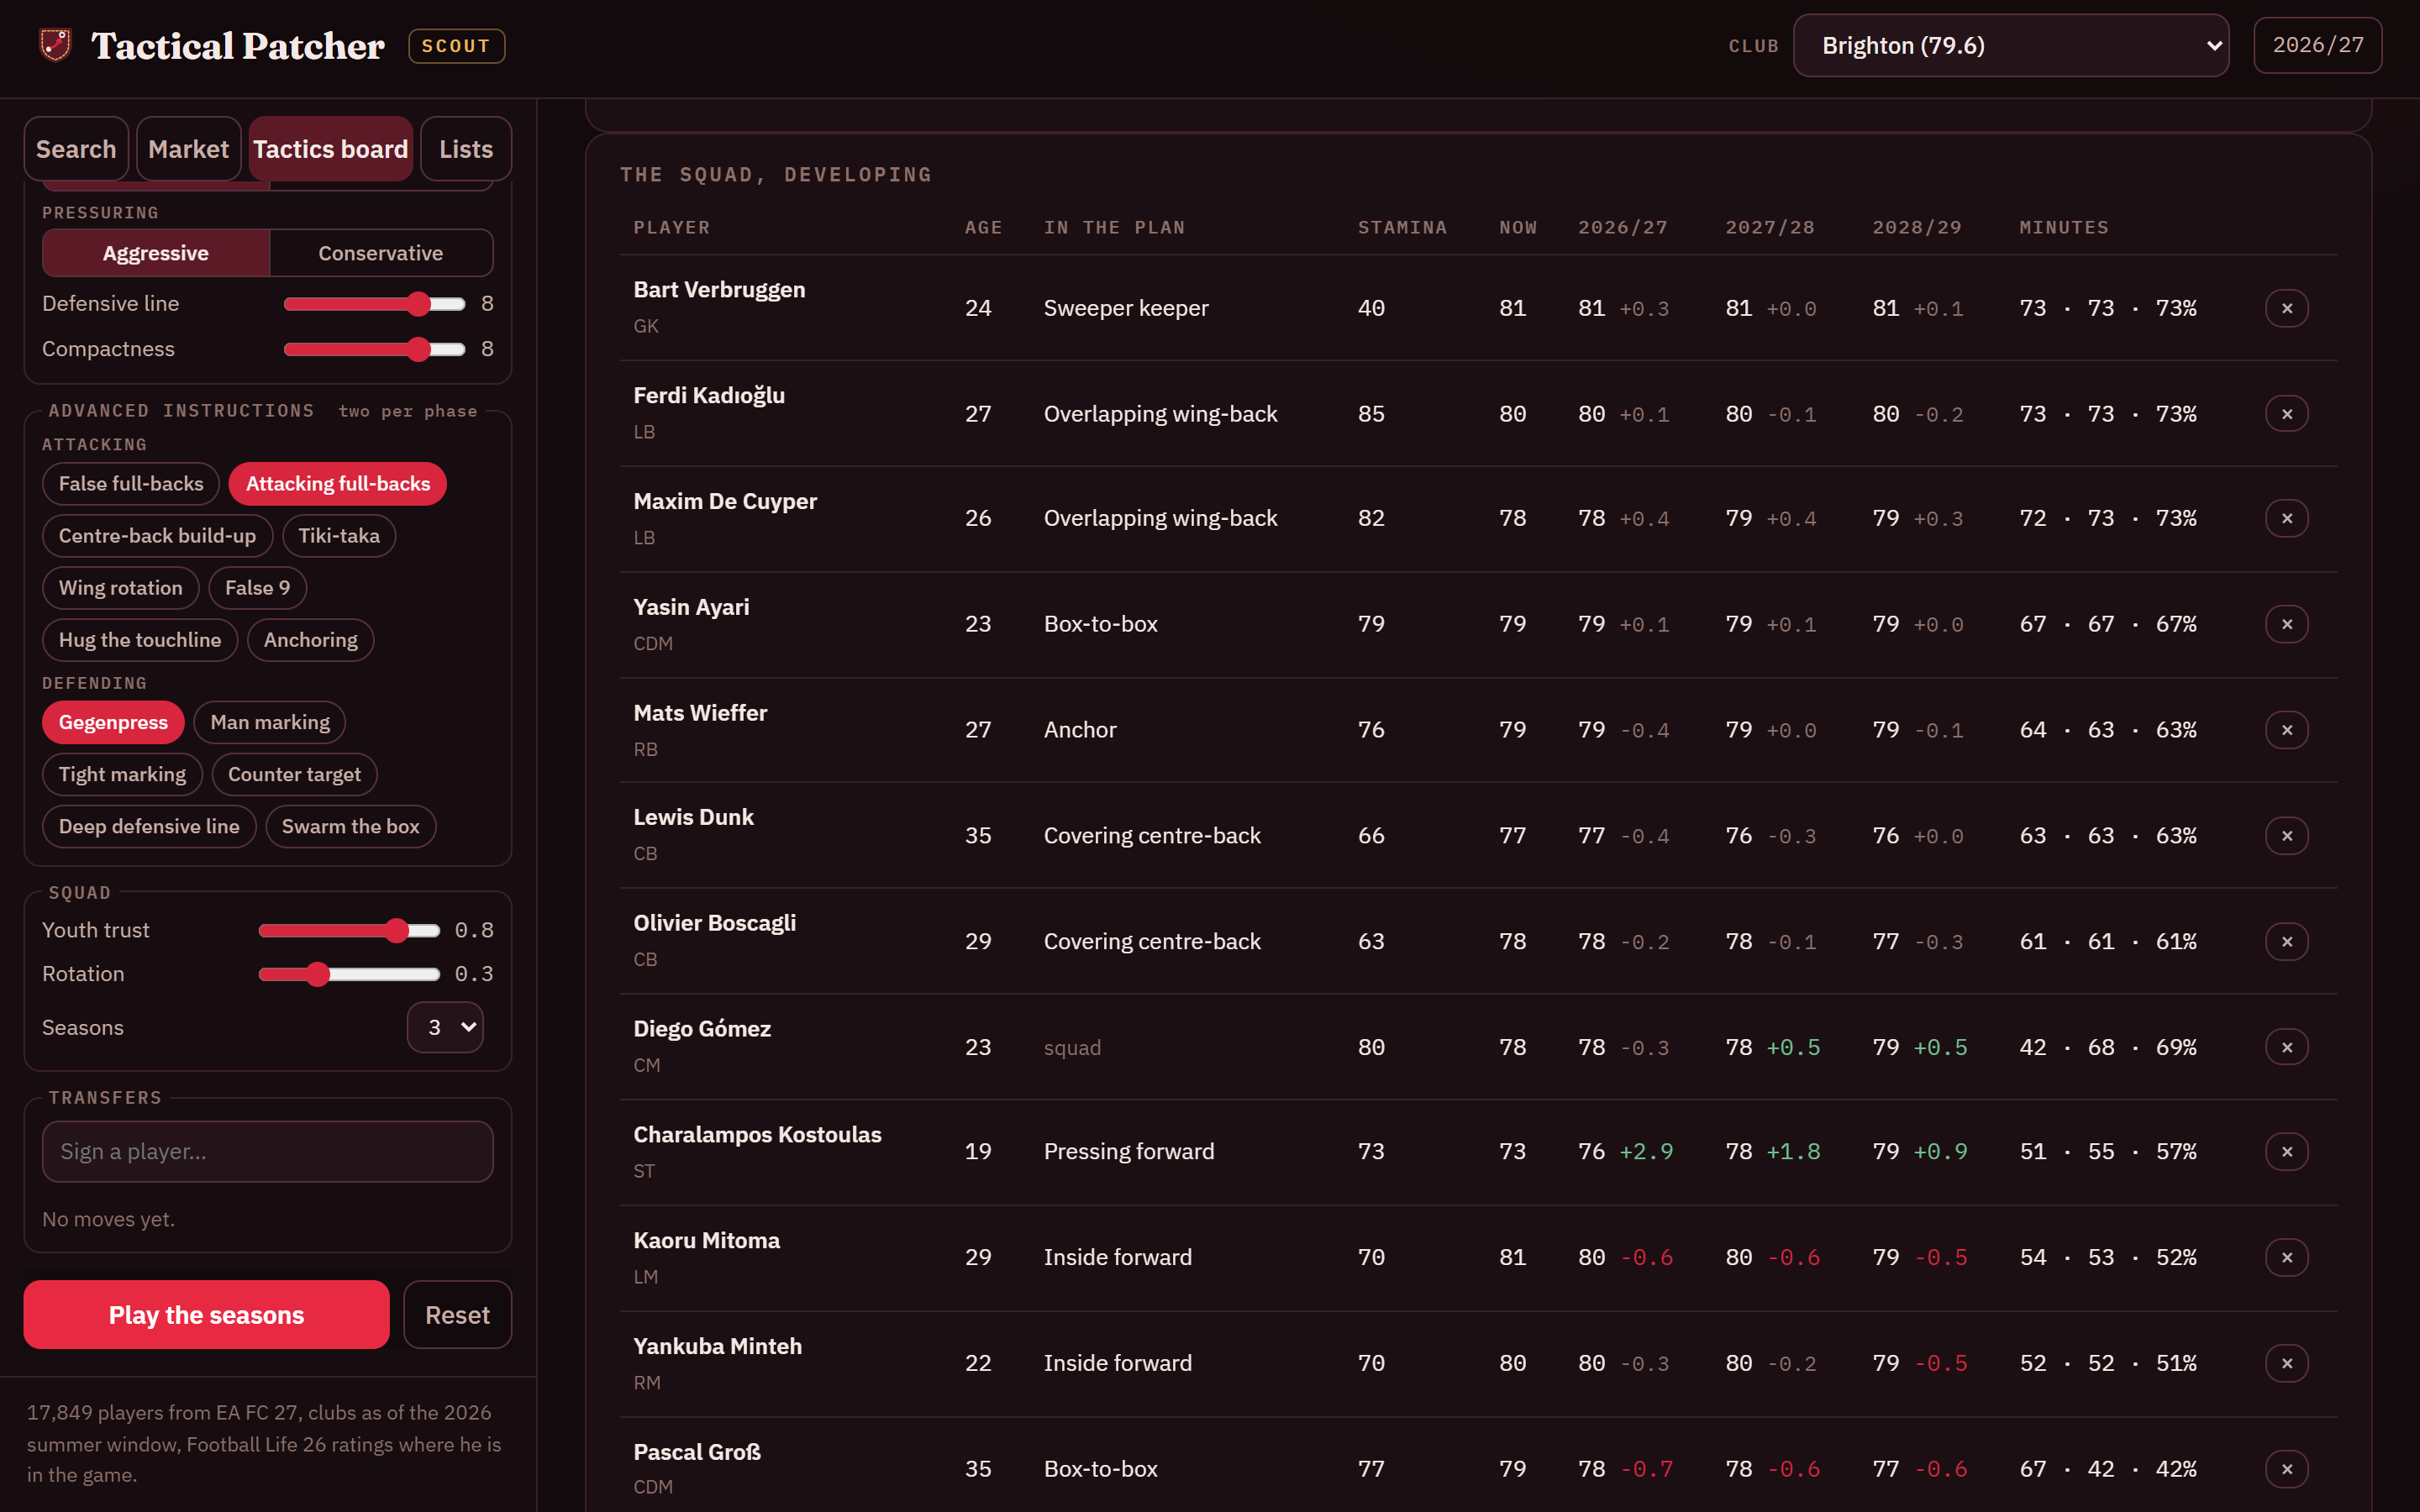 Tactical Patcher SCOUT
CLUB Brighton (79.6) 2026/27
Search Market Tactics board Lists
PRESSURING
Aggressive Conservative
Defensive line 8
Compactness 8
ADVANCED INSTRUCTIONS two per phase
ATTACKING
False full-backs Attacking full-backs
Centre-back build-up Tiki-taka
Wing rotation False 9
Hug the touchline Anchoring
DEFENDING
Gegenpress Man marking
Tight marking Counter target
Deep defensive line Swarm the box
SQUAD
Youth trust 0.8
Rotation 0.3
Seasons 3
TRANSFERS
Sign a player...
No moves yet.
Play the seasons Reset
17,849 players from EA FC 27, clubs as of the 2026
summer window, Football Life 26 ratings where he is
in the game.
THE SQUAD, DEVELOPING
PLAYER AGE IN THE PLAN STAMINA NOW 2026/27 2027/28 2028/29 MINUTES
Bart Verbruggen
GK
24 Sweeper keeper 40 81 81 +0.3 81 +0.0 81 +0.1 73 · 73 · 73% ×
Ferdi Kadıoğlu
LB
27 Overlapping wing-back 85 80 80 +0.1 80 -0.1 80 -0.2 73 · 73 · 73% ×
Maxim De Cuyper
LB
26 Overlapping wing-back 82 78 78 +0.4 79 +0.4 79 +0.3 72 · 73 · 73% ×
Yasin Ayari
CDM
23 Box-to-box 79 79 79 +0.1 79 +0.1 79 +0.0 67 · 67 · 67% ×
Mats Wieffer
RB
27 Anchor 76 79 79 -0.4 79 +0.0 79 -0.1 64 · 63 · 63% ×
Lewis Dunk
CB
35 Covering centre-back 66 77 77 -0.4 76 -0.3 76 +0.0 63 · 63 · 63% ×
Olivier Boscagli
CB
29 Covering centre-back 63 78 78 -0.2 78 -0.1 77 -0.3 61 · 61 · 61% ×
Diego Gómez
CM
23 squad 80 78 78 -0.3 78 +0.5 79 +0.5 42 · 68 · 69% ×
Charalampos Kostoulas
ST
19 Pressing forward 73 73 76 +2.9 78 +1.8 79 +0.9 51 · 55 · 57% ×
Kaoru Mitoma
LM
29 Inside forward 70 81 80 -0.6 80 -0.6 79 -0.5 54 · 53 · 52% ×
Yankuba Minteh
RM
22 Inside forward 70 80 80 -0.3 80 -0.2 79 -0.5 52 · 52 · 51% ×
Pascal Groß
CDM
35 Box-to-box 77 79 78 -0.7 78 -0.6 77 -0.6 67 · 42 · 42% ×